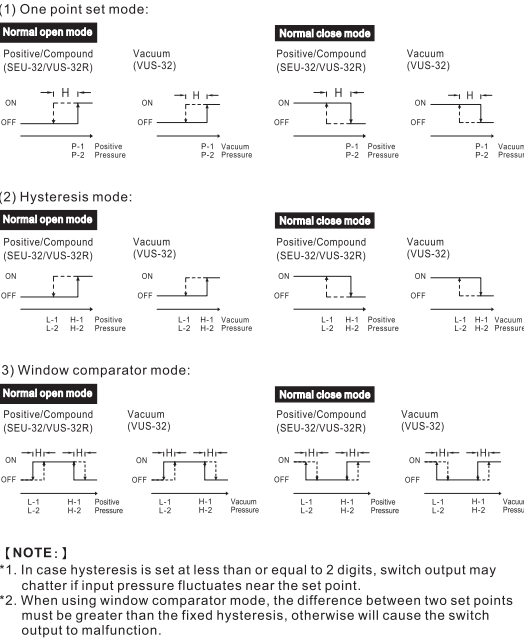 (1) One point set mode:
Normal open mode
Normal close mode
Positive/Compound
(SEU-32/VUS-32R)
Vacuum
(VUS-32)
Positive/Compound
(SEU-32/VUS-32R)
Vacuum
(VUS-32)
H
H
H
H
ON
ON
ON
ON
OFF
OFF
OFF
OFF
P-1 Positive
P-2 Pressure
P-1 Vacuum
P-2 Pressure
P-1 Positive
P-2 Pressure
P-1 Vacuum
P-2 Pressure
(2) Hysteresis mode:
Normal open mode
Normal close mode
Positive/Compound
(SEU-32/VUS-32R)
Vacuum
(VUS-32)
Positive/Compound
(SEU-32/VUS-32R)
Vacuum
(VUS-32)
ON
ON
ON
ON
OFF
OFF
OFF
OFF
L-1 H-1 Positive
L-2 H-2 Pressure
L-1 H-1 Vacuum
L-2 H-2 Pressure
L-1 H-1 Positive
L-2 H-2 Pressure
L-1 H-1 Vacuum
L-2 H-2 Pressure
3) Window comparator mode:
Normal open mode
Normal close mode
Positive/Compound
(SEU-32/VUS-32R)
Vacuum
(VUS-32)
Positive/Compound
(SEU-32/VUS-32R)
Vacuum
(VUS-32)
H H
H H
H H
H H
ON
ON
ON
ON
OFF
OFF
OFF
OFF
L-1 H-1 Positive
L-2 H-2 Pressure
L-1 H-1 Vacuum
L-2 H-2 Pressure
L-1 H-1 Positive
L-2 H-2 Pressure
L-1 H-1 Vacuum
L-2 H-2 Pressure
【NOTE:】
*1. In case hysteresis is set at less than or equal to 2 digits, switch output may
chatter if input pressure fluctuates near the set point.
*2. When using window comparator mode, the difference between two set points
must be greater than the fixed hysteresis, otherwise will cause the switch
output to malfunction.